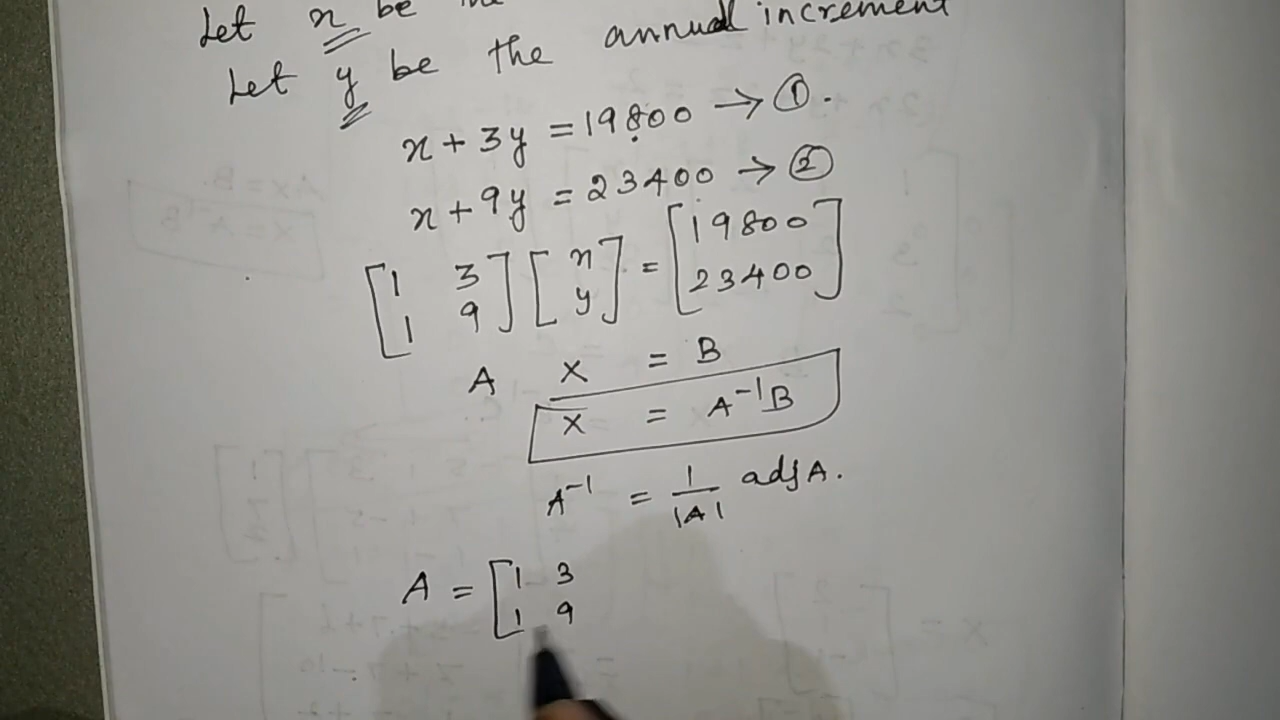 Let x be the
Let y be the annual increment
x + 3y = 19800 → ①.
x + 9y = 23400 → ②
[1 3 [x = [19800
1 9] y] 23400]
A X = B
X = A⁻¹B
A⁻¹ = 1/|A| adj A.
A = [1 3
1 9